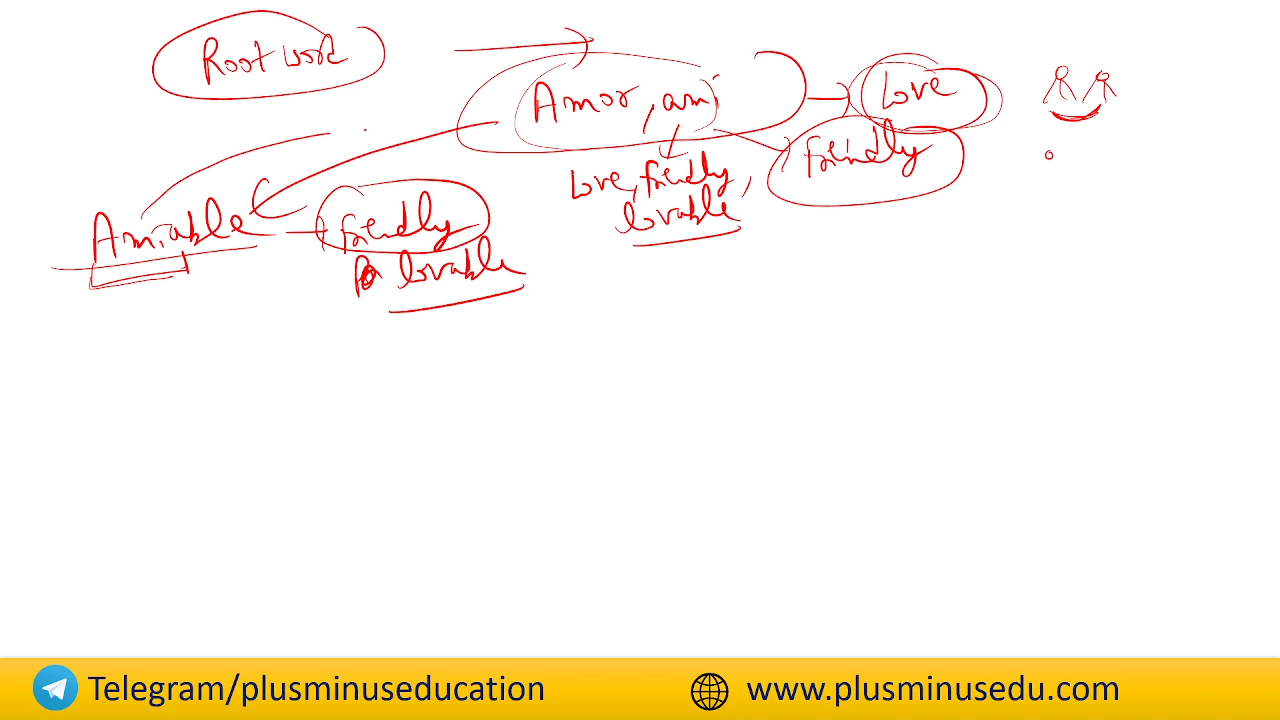 Root word
Amor, ami
Love
friendly
Love, friendly,
lovable
Amiable
friendly
lovable
Telegram/plusminuseducation
www.plusminusedu.com